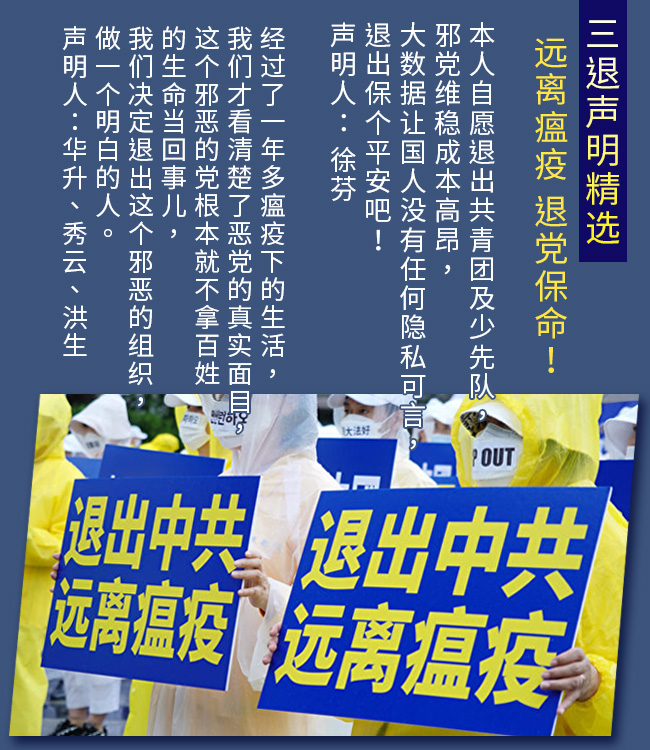 三退声明精选
远离瘟疫 退党保命！
本人自愿退出共青团及少先队，
邪党维稳成本高昂，
大数据让国人没有任何隐私可言，
退出保个平安吧！
声明人：徐芬
经过了一年多瘟疫下的生活，
我们才看清楚了恶党的真实面目，
这个邪恶的党根本就不拿百姓
的生命当回事儿，
我们决定退出这个邪恶的组织，
做一个明白的人。
声明人：华升、秀云、洪生
大法好
P OUT
退出中共
远离瘟疫
退出中共
远离瘟疫